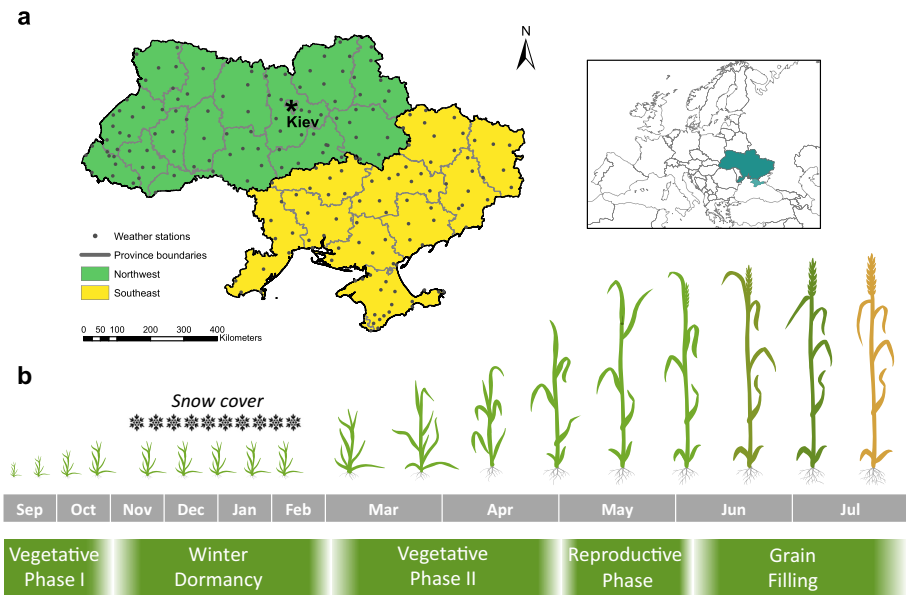 a
N
Kiev
Weather stations
Province boundaries
Northwest
Southeast
0 50 100 200 300 400
Kilometers
b
Snow cover
Sep Oct Nov Dec Jan Feb Mar Apr May Jun Jul
Vegetative Winter Vegetative Reproductive Grain
Phase I Dormancy Phase II Phase Filling